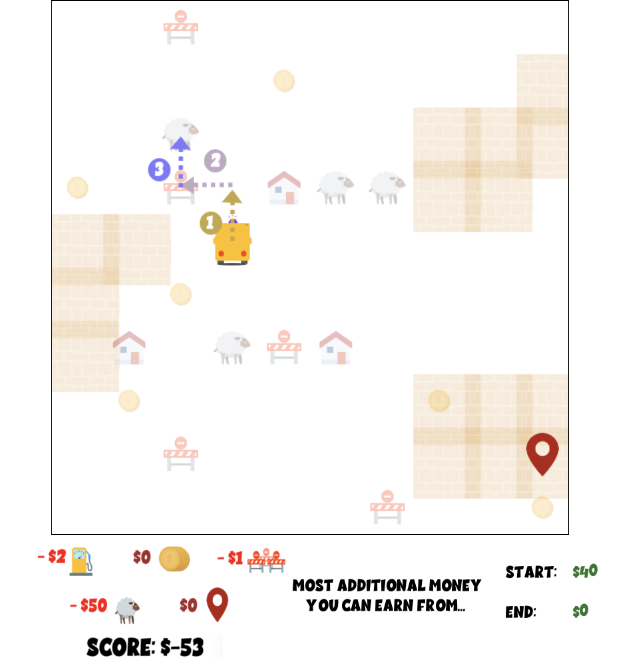 3
2
1
- $2
$0
- $1
- $50
$0
SCORE: $-53
MOST ADDITIONAL MONEY
YOU CAN EARN FROM...
START: $40
END: $0